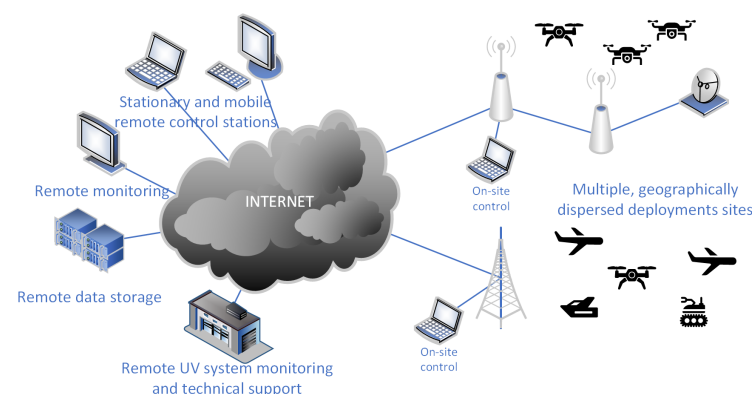 Stationary and mobile
remote control stations
Remote monitoring
INTERNET
On-site
control
Multiple, geographically
dispersed deployments sites
Remote data storage
On-site
control
Remote UV system monitoring
and technical support